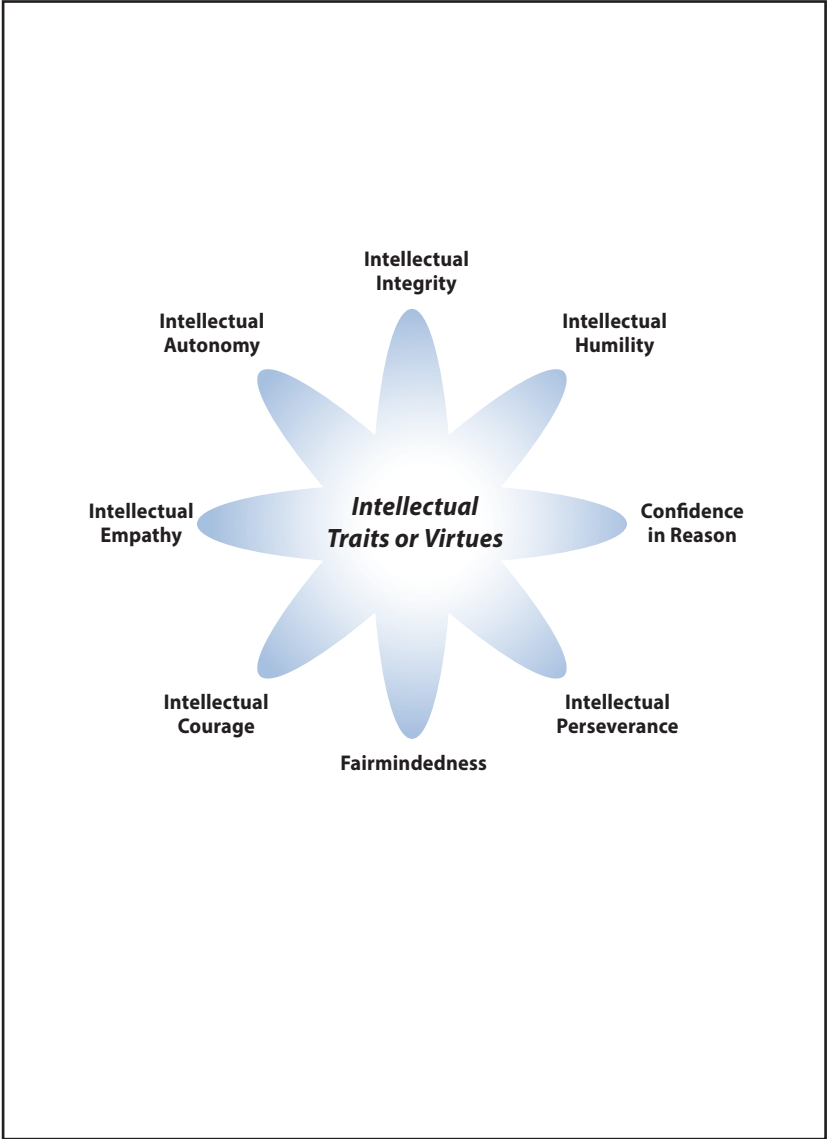 Intellectual
Integrity
Intellectual
Autonomy
Intellectual
Humility
Intellectual
Empathy
Intellectual
Traits or Virtues
Confidence
in Reason
Intellectual
Courage
Intellectual
Perseverance
Fairmindedness